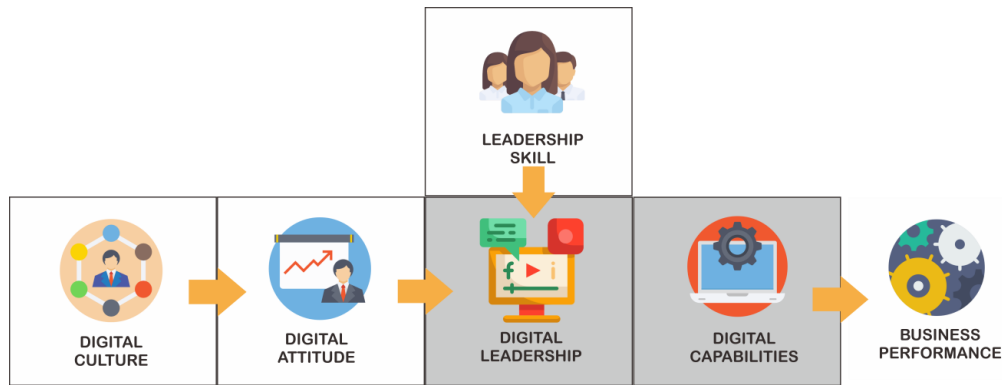 LEADERSHIP
SKILL
DIGITAL
CULTURE
DIGITAL
ATTITUDE
f
i
DIGITAL
LEADERSHIP
DIGITAL
CAPABILITIES
BUSINESS
PERFORMANCE